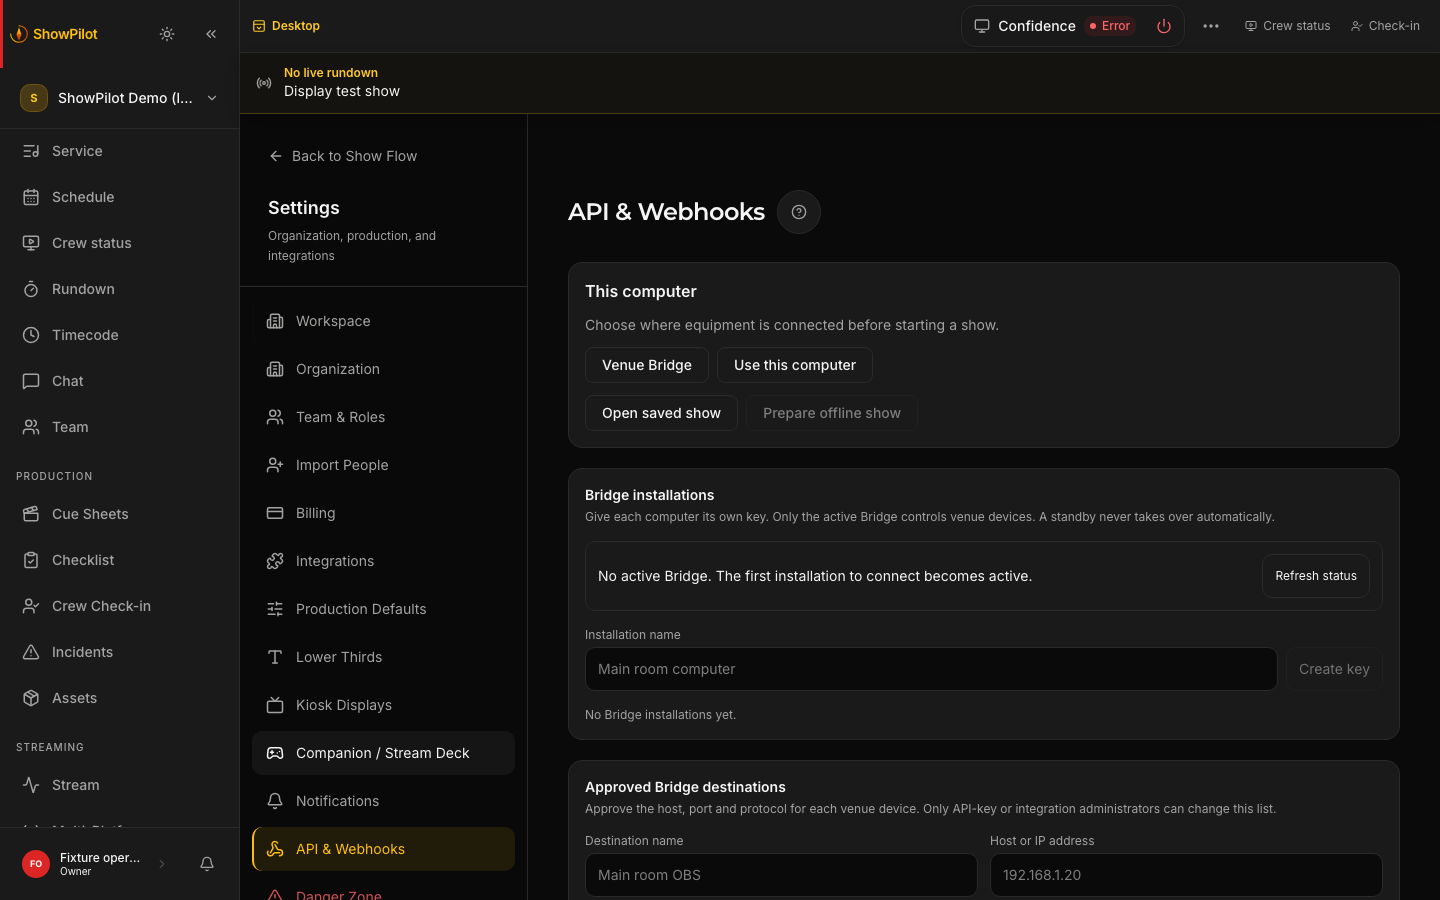 ShowPilot
S
ShowPilot Demo (l...
Service
Schedule
Crew status
Rundown
Timecode
Chat
Team
PRODUCTION
Cue Sheets
Checklist
Crew Check-in
Incidents
Assets
STREAMING
Stream
FO
Fixture oper...
Owner
Desktop
Confidence
Error
Crew status
Check-in
No live rundown
Display test show
Back to Show Flow
Settings
Organization, production, and
integrations
Workspace
Organization
Team & Roles
Import People
Billing
Integrations
Production Defaults
Lower Thirds
Kiosk Displays
Companion / Stream Deck
Notifications
API & Webhooks
Danger Zone
API & Webhooks
This computer
Choose where equipment is connected before starting a show.
Venue Bridge
Use this computer
Open saved show
Prepare offline show
Bridge installations
Give each computer its own key. Only the active Bridge controls venue devices. A standby never takes over automatically.
No active Bridge. The first installation to connect becomes active.
Refresh status
Installation name
Main room computer
Create key
No Bridge installations yet.
Approved Bridge destinations
Approve the host, port and protocol for each venue device. Only API-key or integration administrators can change this list.
Destination name
Host or IP address
Main room OBS
192.168.1.20